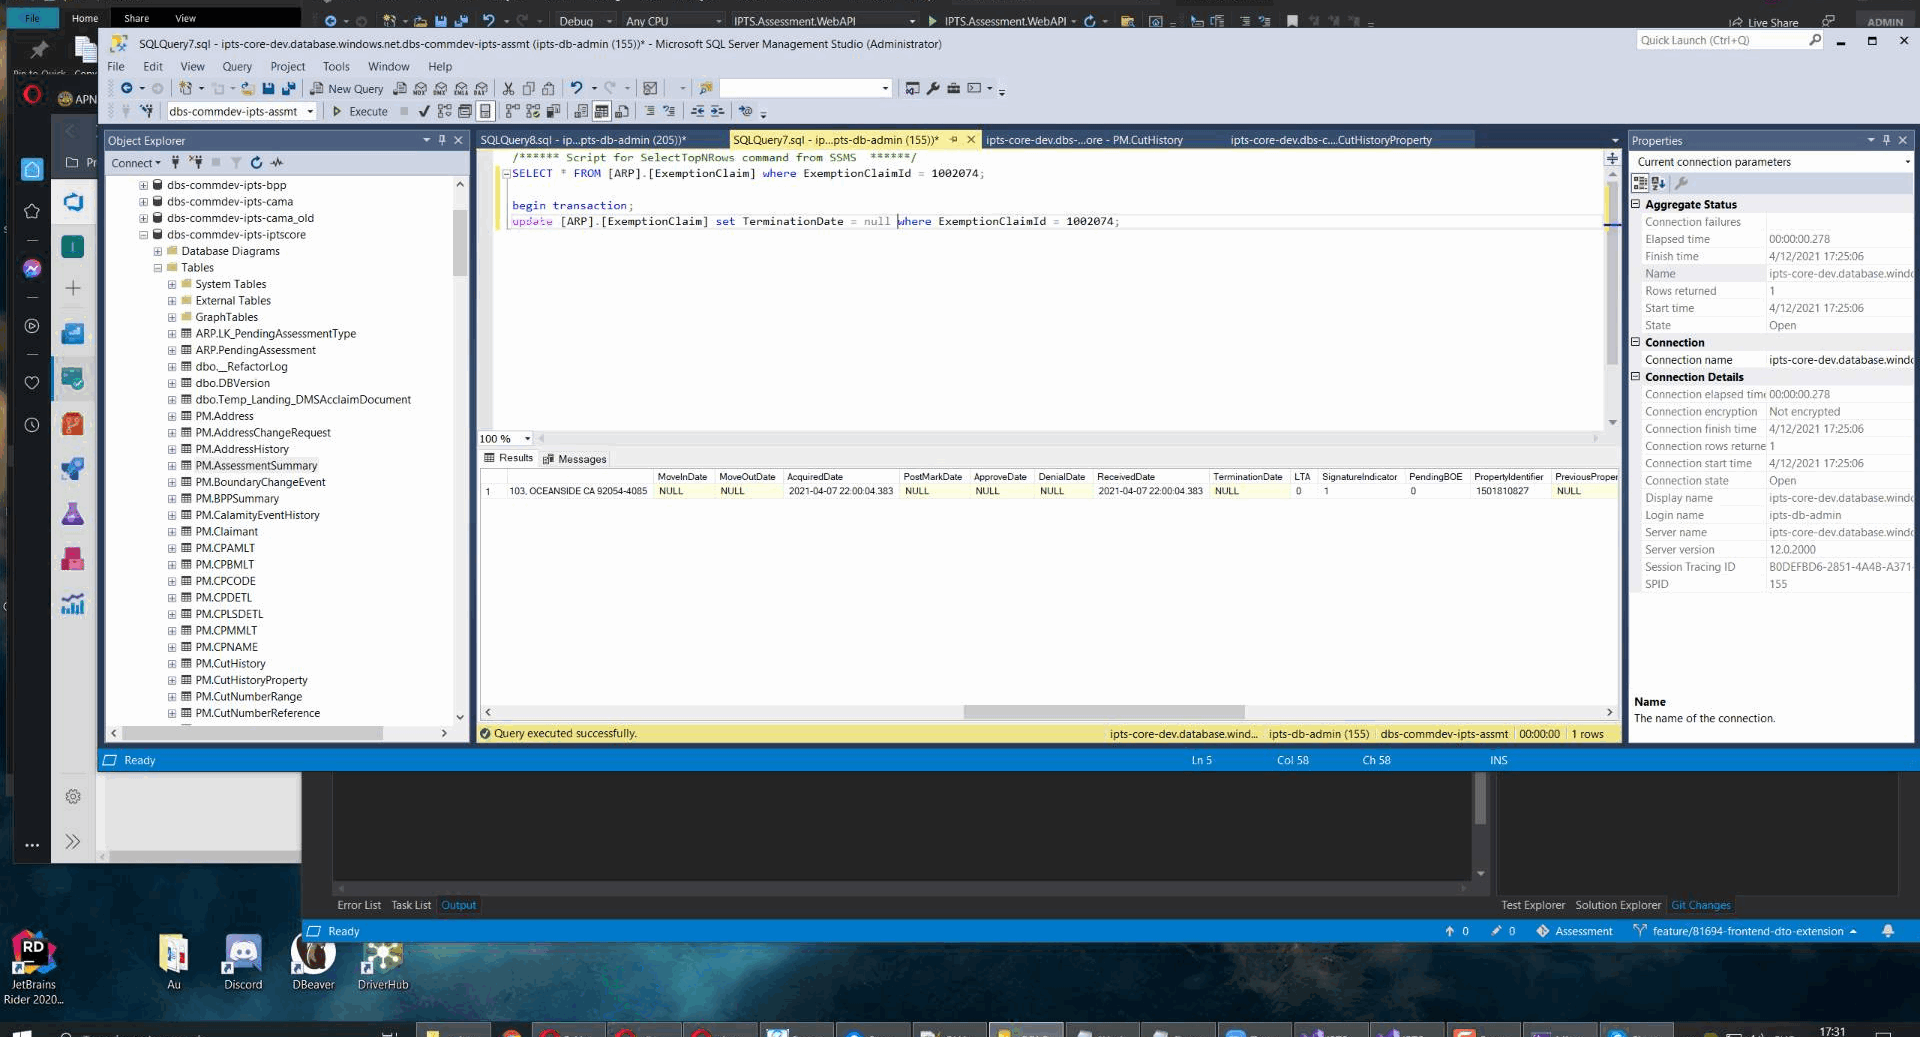 File Home Share View
Debug Any CPU IPTS.Assessment.WebAPI IPTS.Assessment.WebAPI Live Share ADMIN
SQLQuery7.sql - ipts-core-dev.database.windows.net.dbs-commdev-ipts-assmt (ipts-db-admin (155))* - Microsoft SQL Server Management Studio (Administrator)
Quick Launch (Ctrl+Q)
File Edit View Query Project Tools Window Help
New Query
dbs-commdev-ipts-assmt Execute
APN
Object Explorer
Connect
dbs-commdev-ipts-bpp
dbs-commdev-ipts-cama
dbs-commdev-ipts-cama_old
dbs-commdev-ipts-iptscore
Database Diagrams
Tables
System Tables
External Tables
GraphTables
ARP.LK_PendingAssessmentType
ARP.PendingAssessment
dbo.__RefactorLog
dbo.DBVersion
dbo.Temp_Landing_DMSAcclaimDocument
PM.Address
PM.AddressChangeRequest
PM.AddressHistory
PM.AssessmentSummary
PM.BoundaryChangeEvent
PM.BPPSummary
PM.CalamityEventHistory
PM.Claimant
PM.CPAMLT
PM.CPBMLT
PM.CPCODE
PM.CPDETL
PM.CPLSDETL
PM.CPMMLT
PM.CPNAME
PM.CutHistory
PM.CutHistoryProperty
PM.CutNumberRange
PM.CutNumberReference
SQLQuery8.sql - ip...pts-db-admin (205))* SQLQuery7.sql - ip...pts-db-admin (155))* ipts-core-dev.dbs-...ore - PM.CutHistory ipts-core-dev.dbs-c...CutHistoryProperty
/****** Script for SelectTopNRows command from SSMS ******/
SELECT * FROM [ARP].[ExemptionClaim] where ExemptionClaimId = 1002074;
begin transaction;
update [ARP].[ExemptionClaim] set TerminationDate = null where ExemptionClaimId = 1002074;
100 %
Results Messages
MoveInDate MoveOutDate AcquiredDate PostMarkDate ApproveDate DenialDate ReceivedDate TerminationDate LTA SignatureIndicator PendingBOE PropertyIdentifier PreviousProper
1 103, OCEANSIDE CA 92054-4085 NULL NULL 2021-04-07 22:00:04.383 NULL NULL NULL 2021-04-07 22:00:04.383 NULL 0 1 0 1501810827 NULL
Query executed successfully. ipts-core-dev.database.wind... ipts-db-admin (155) dbs-commdev-ipts-assmt 00:00:00 1 rows
Properties
Current connection parameters
Aggregate Status
Connection failures
Elapsed time 00:00:00.278
Finish time 4/12/2021 17:25:06
Name ipts-core-dev.database.windo
Rows returned 1
Start time 4/12/2021 17:25:06
State Open
Connection
Connection name ipts-core-dev.database.windo
Connection Details
Connection elapsed time 00:00:00.278
Connection encryption Not encrypted
Connection finish time 4/12/2021 17:25:06
Connection rows returne 1
Connection start time 4/12/2021 17:25:06
Connection state Open
Display name ipts-core-dev.database.windo
Login name ipts-db-admin
Server name ipts-core-dev.database.windo
Server version 12.0.2000
Session Tracing ID B0DEFBD6-2851-4A4B-A371-
SPID 155
Name
The name of the connection.
Ready Ln 5 Col 58 Ch 58 INS
Error List Task List Output
Test Explorer Solution Explorer Git Changes
Ready 0 0 Assessment feature/81694-frontend-dto-extension
RD
JetBrains
Rider 2020...
Au
Discord
DBeaver
DriverHub
17:31